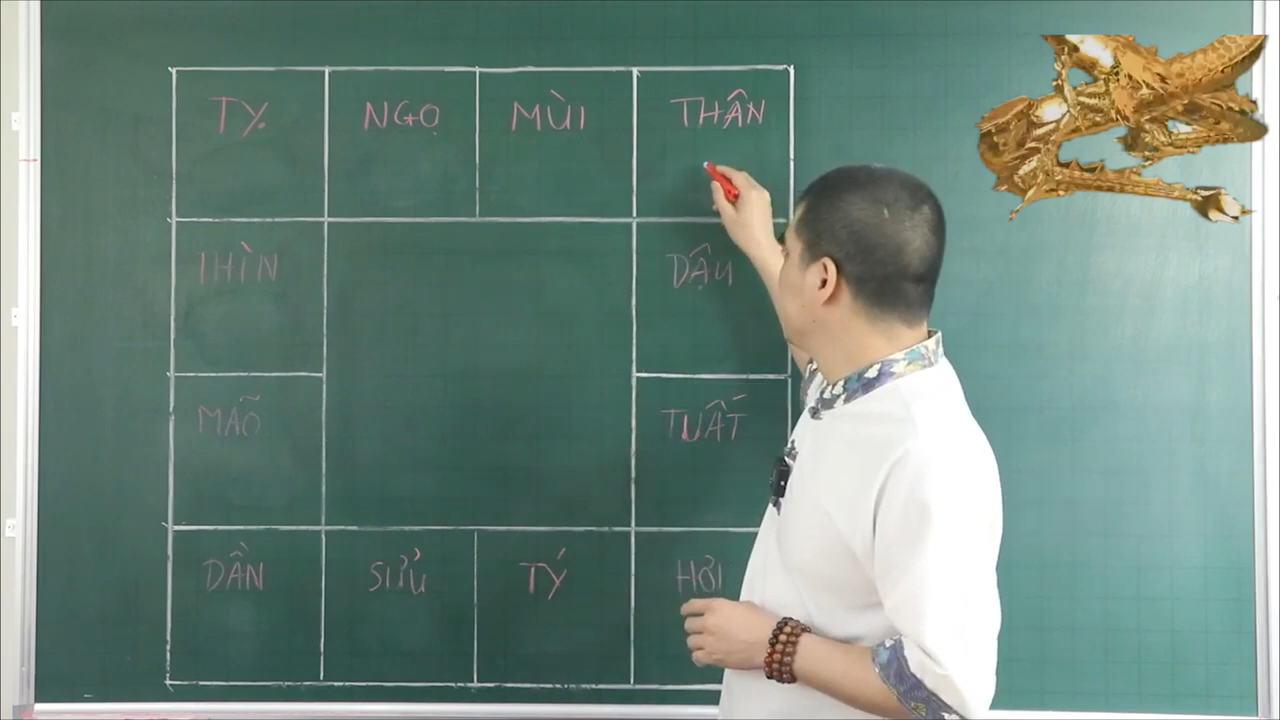 TỴ
NGỌ
MÙI
THÂN
THÌN
DẬU
MÃO
TUẤT
DẦN
SỬU
TÝ
HỢI